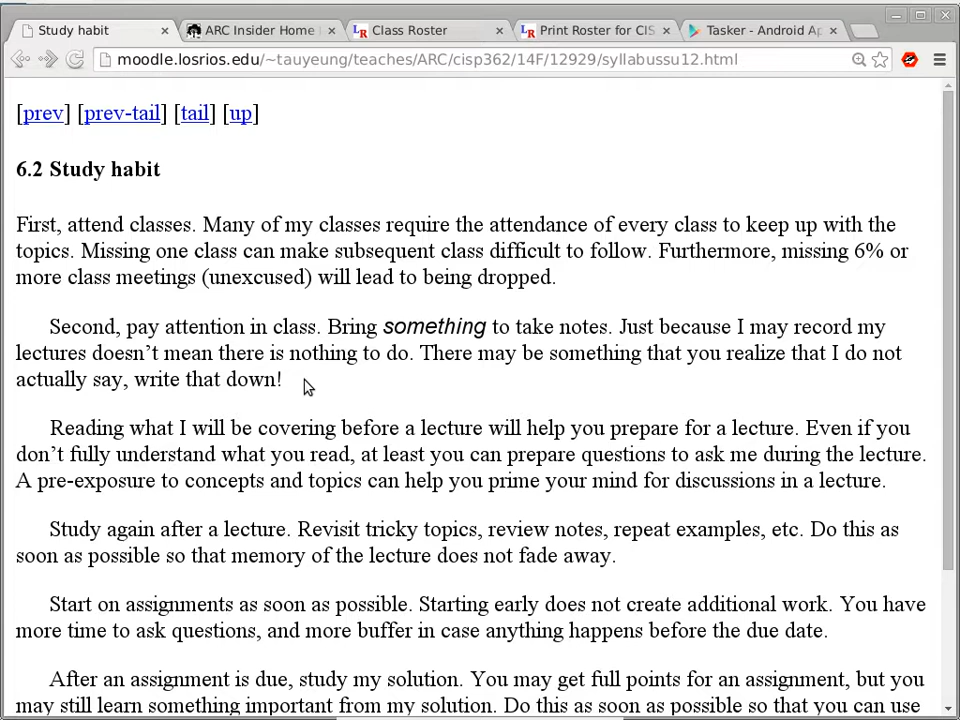 Study habit
ARC Insider Home
Class Roster
Print Roster for CIS
Tasker - Android Ap
moodle.losrios.edu/~tauyeung/teaches/ARC/cisp362/14F/12929/syllabussu12.html
[prev] [prev-tail] [tail] [up]
6.2 Study habit
First, attend classes. Many of my classes require the attendance of every class to keep up with the
topics. Missing one class can make subsequent class difficult to follow. Furthermore, missing 6% or
more class meetings (unexcused) will lead to being dropped.
Second, pay attention in class. Bring something to take notes. Just because I may record my
lectures doesn’t mean there is nothing to do. There may be something that you realize that I do not
actually say, write that down!
Reading what I will be covering before a lecture will help you prepare for a lecture. Even if you
don’t fully understand what you read, at least you can prepare questions to ask me during the lecture.
A pre-exposure to concepts and topics can help you prime your mind for discussions in a lecture.
Study again after a lecture. Revisit tricky topics, review notes, repeat examples, etc. Do this as
soon as possible so that memory of the lecture does not fade away.
Start on assignments as soon as possible. Starting early does not create additional work. You have
more time to ask questions, and more buffer in case anything happens before the due date.
After an assignment is due, study my solution. You may get full points for an assignment, but you
may still learn something important from my solution. Do this as soon as possible so that you can use